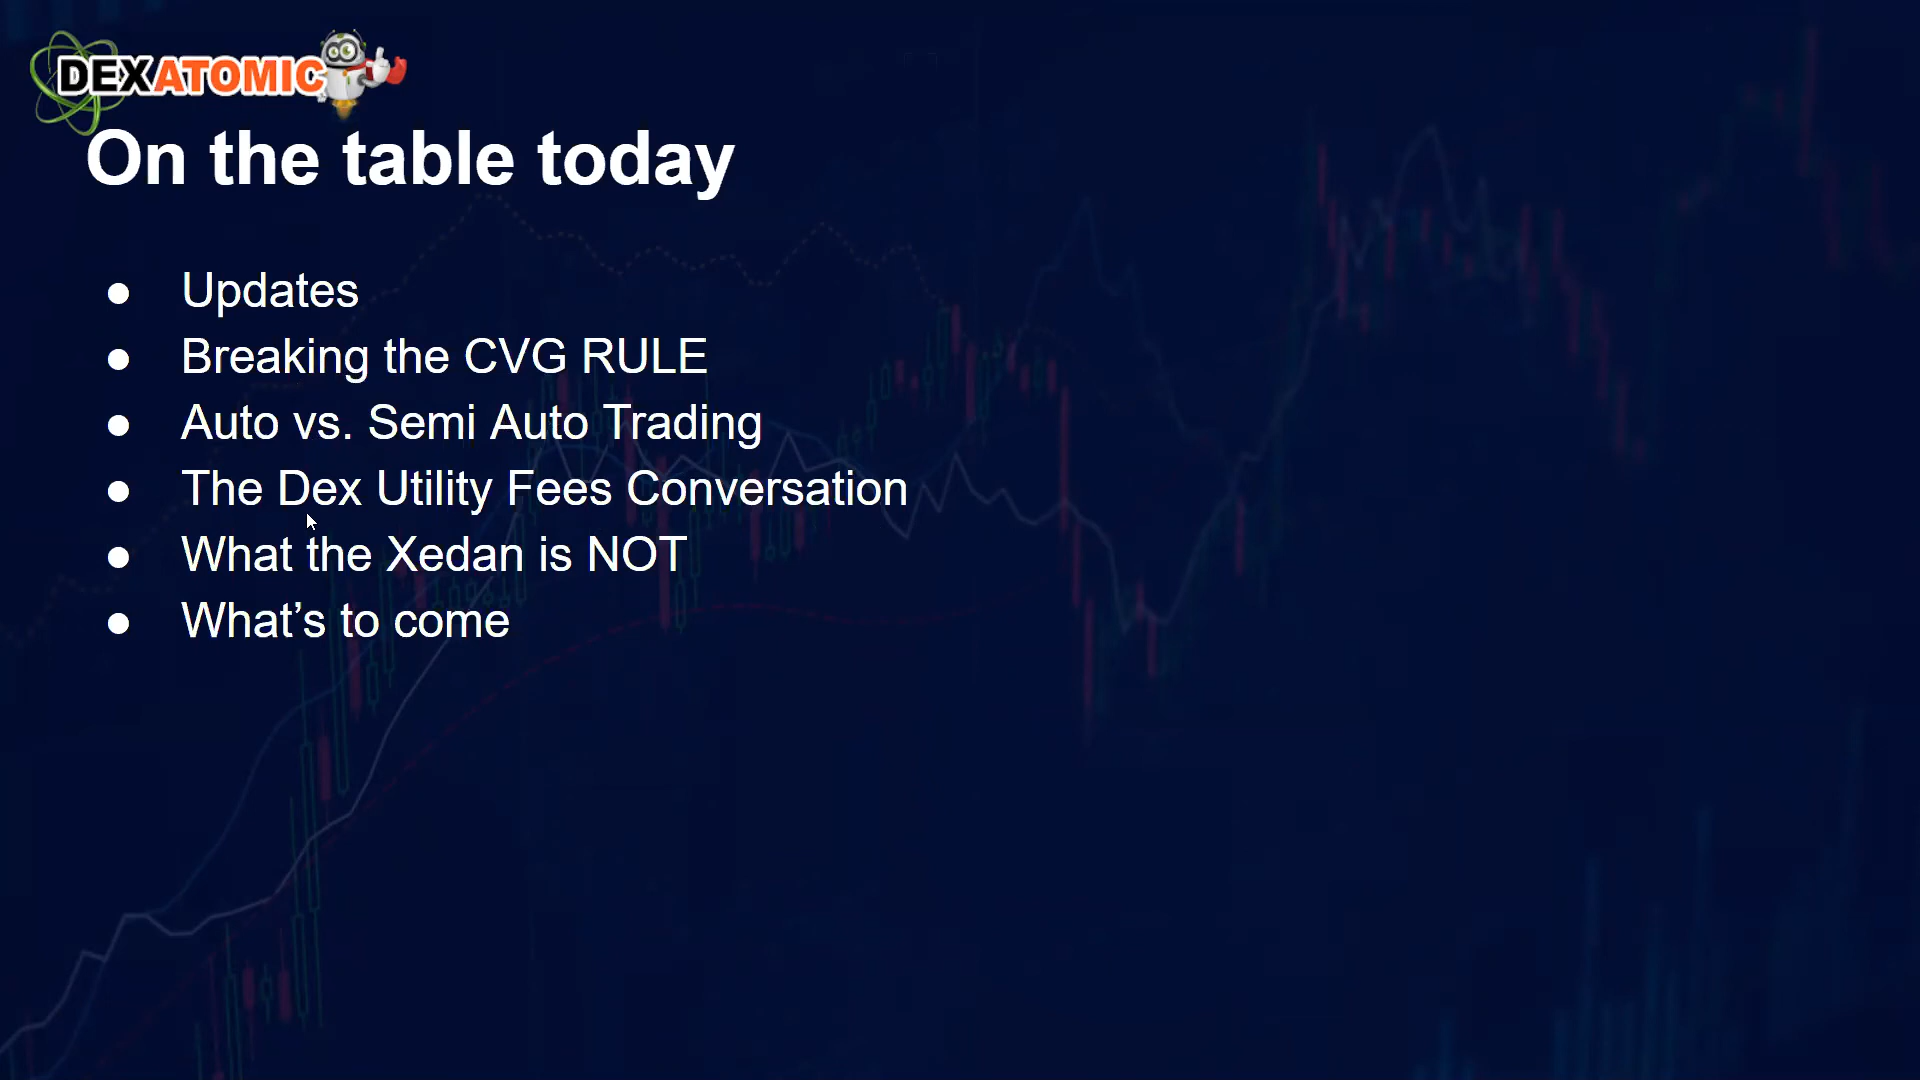 DEXATOMIC
On the table today
● Updates
● Breaking the CVG RULE
● Auto vs. Semi Auto Trading
● The Dex Utility Fees Conversation
● What the Xedan is NOT
● What’s to come